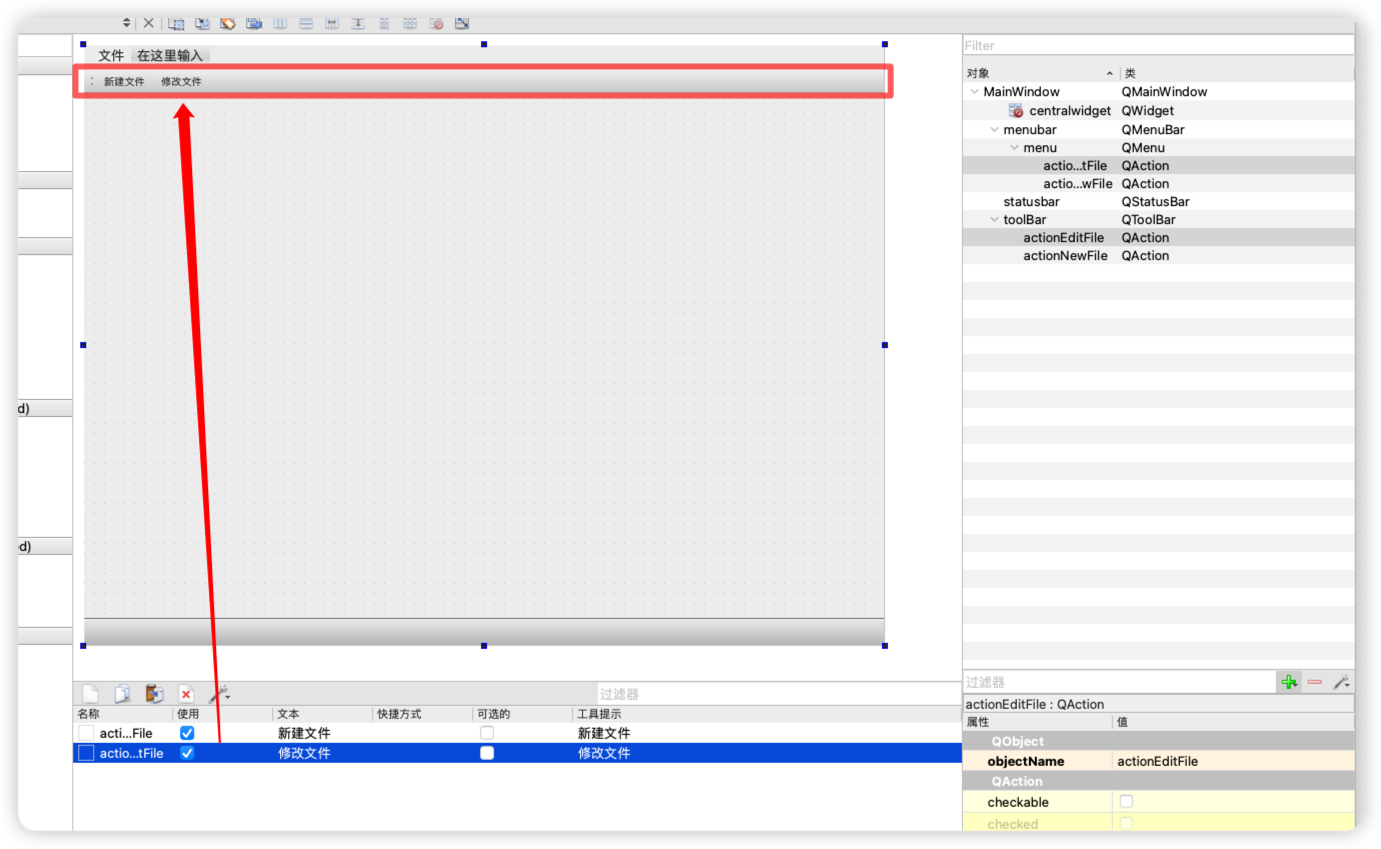 文件 在这里输入
新建文件 修改文件
d)
ed)
Filter
对象 类
MainWindow QMainWindow
centralwidget QWidget
menubar QMenuBar
menu QMenu
actio...tFile QAction
actio...wFile QAction
statusbar QStatusBar
toolBar QToolBar
actionEditFile QAction
actionNewFile QAction
过滤器
名称 使用 文本 快捷方式 可选的 工具提示
acti...File 新建文件 新建文件
actio...tFile 修改文件 修改文件
过滤器
actionEditFile : QAction
属性 值
QObject
objectName actionEditFile
QAction
checkable
checked